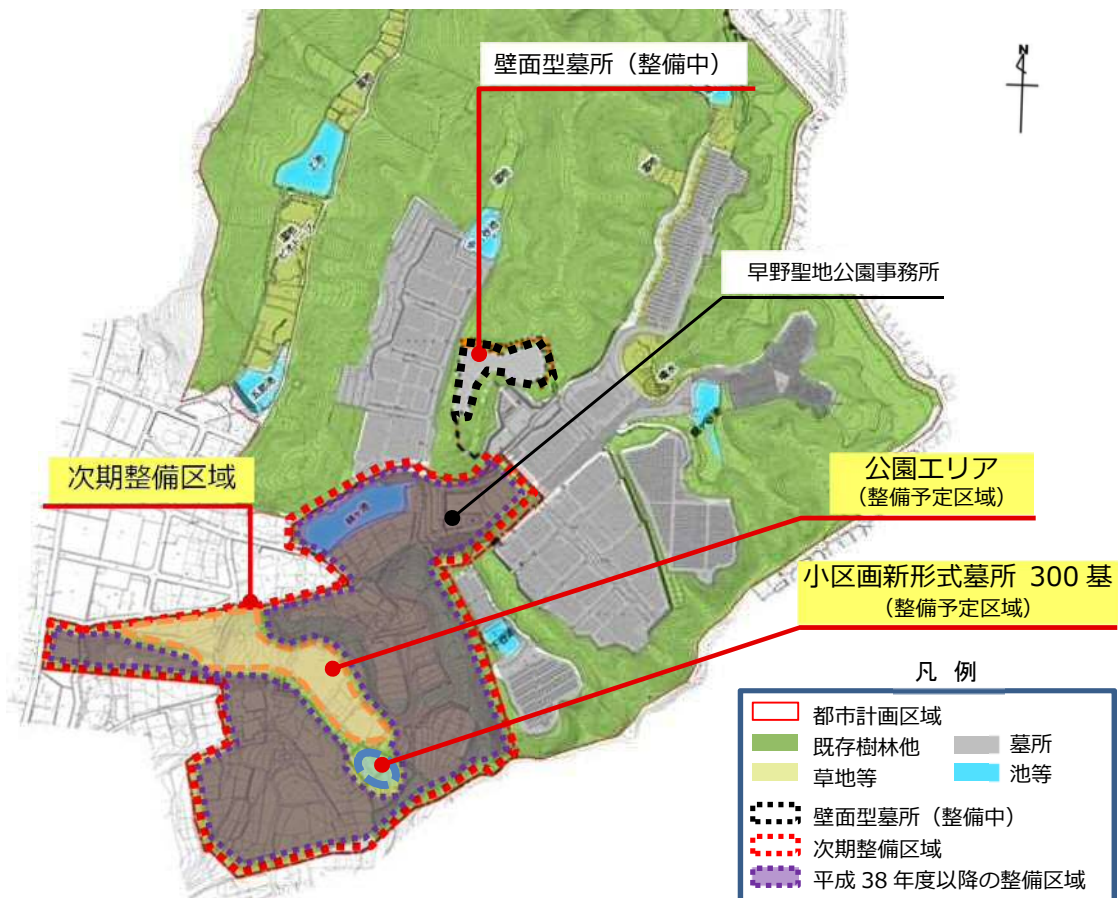 壁面型墓所（整備中）
N
早野聖地公園事務所
次期整備区域
公園エリア
（整備予定区域）
小区画新形式墓所 300 基
（整備予定区域）
凡 例
都市計画区域
既存樹林他
墓所
草地等
池等
壁面型墓所（整備中）
次期整備区域
平成 38 年度以降の整備区域